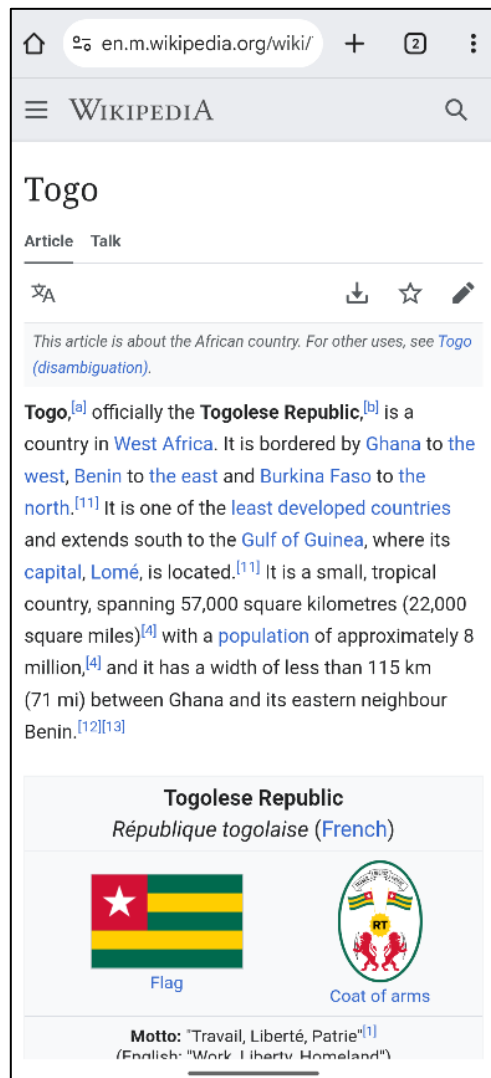 en.m.wikipedia.org/wiki/
2
WIKIPEDIA
Togo
Article Talk
This article is about the African country. For other uses, see Togo
(disambiguation).
Togo,[a] officially the Togolese Republic,[b] is a
country in West Africa. It is bordered by Ghana to the
west, Benin to the east and Burkina Faso to the
north.[11] It is one of the least developed countries
and extends south to the Gulf of Guinea, where its
capital, Lomé, is located.[11] It is a small, tropical
country, spanning 57,000 square kilometres (22,000
square miles)[4] with a population of approximately 8
million,[4] and it has a width of less than 115 km
(71 mi) between Ghana and its eastern neighbour
Benin.[12][13]
Togolese Republic
République togolaise (French)
RT
Flag
Coat of arms
Motto: "Travail, Liberté, Patrie"[1]
(English: "Work, Liberty, Homeland")